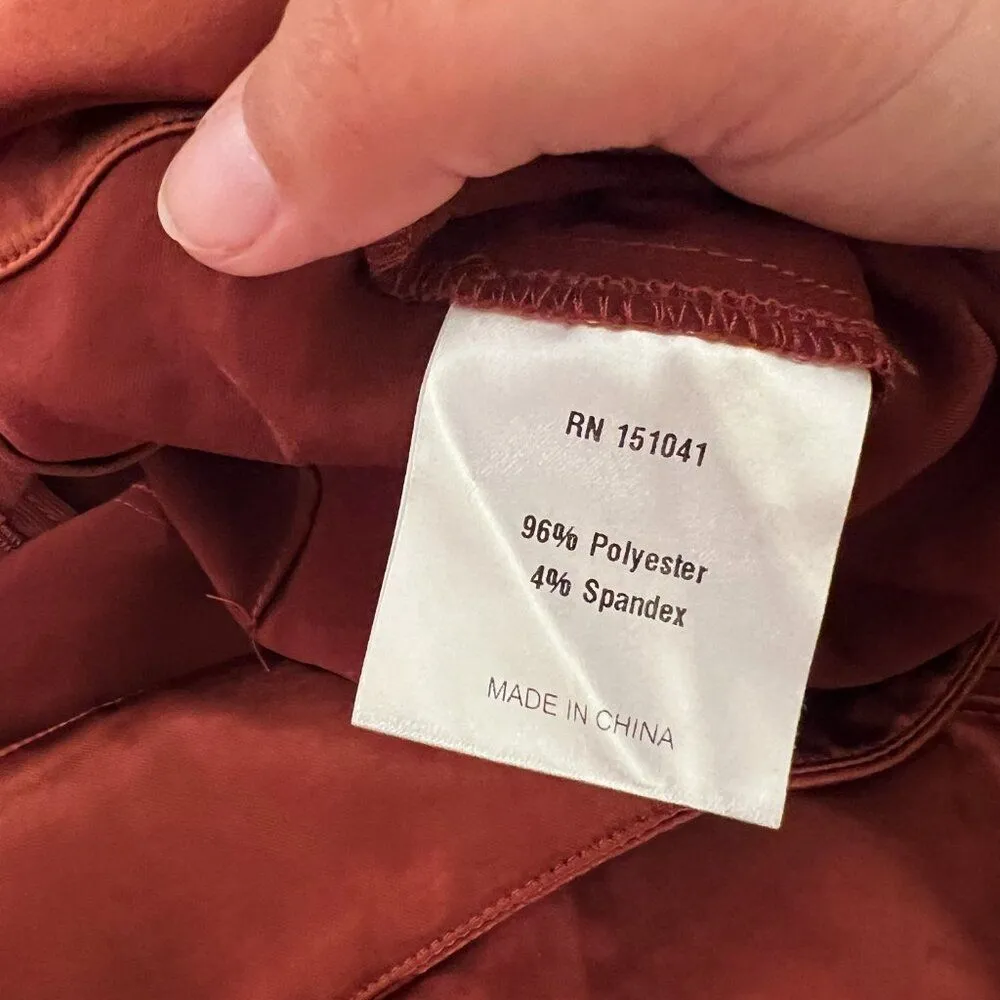 RN 151041
96% Polyester
4% Spandex
MADE IN CHINA